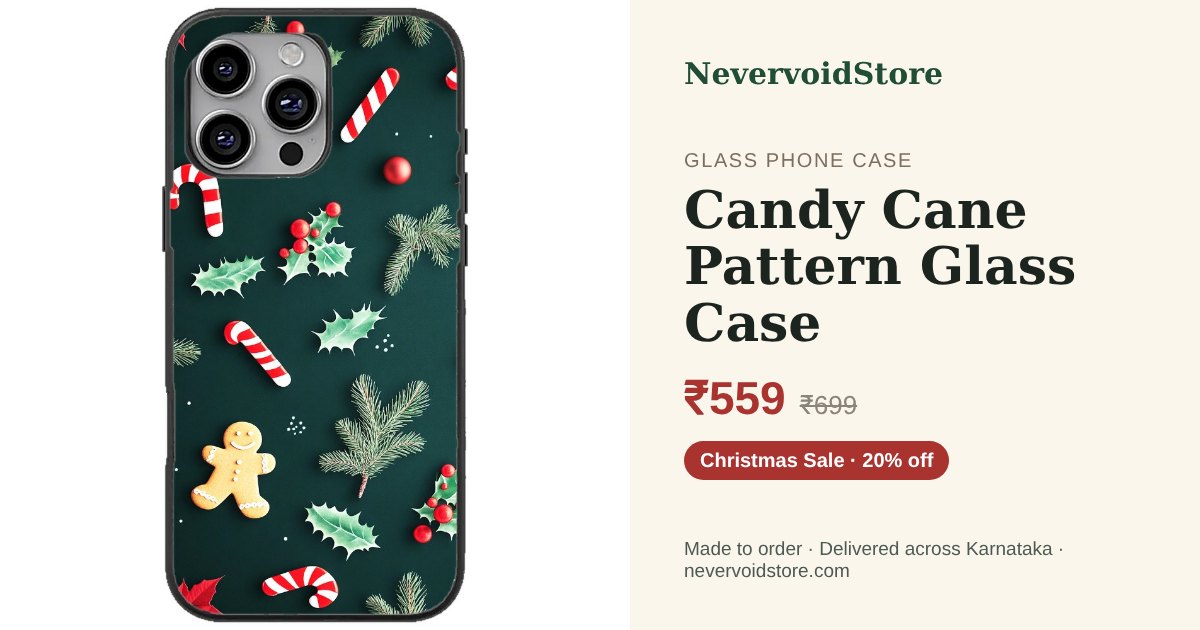 NevervoidStore
GLASS PHONE CASE
Candy Cane
Pattern Glass
Case
₹559 ₹699
Christmas Sale · 20% off
Made to order · Delivered across Karnataka ·
nevervoidstore.com